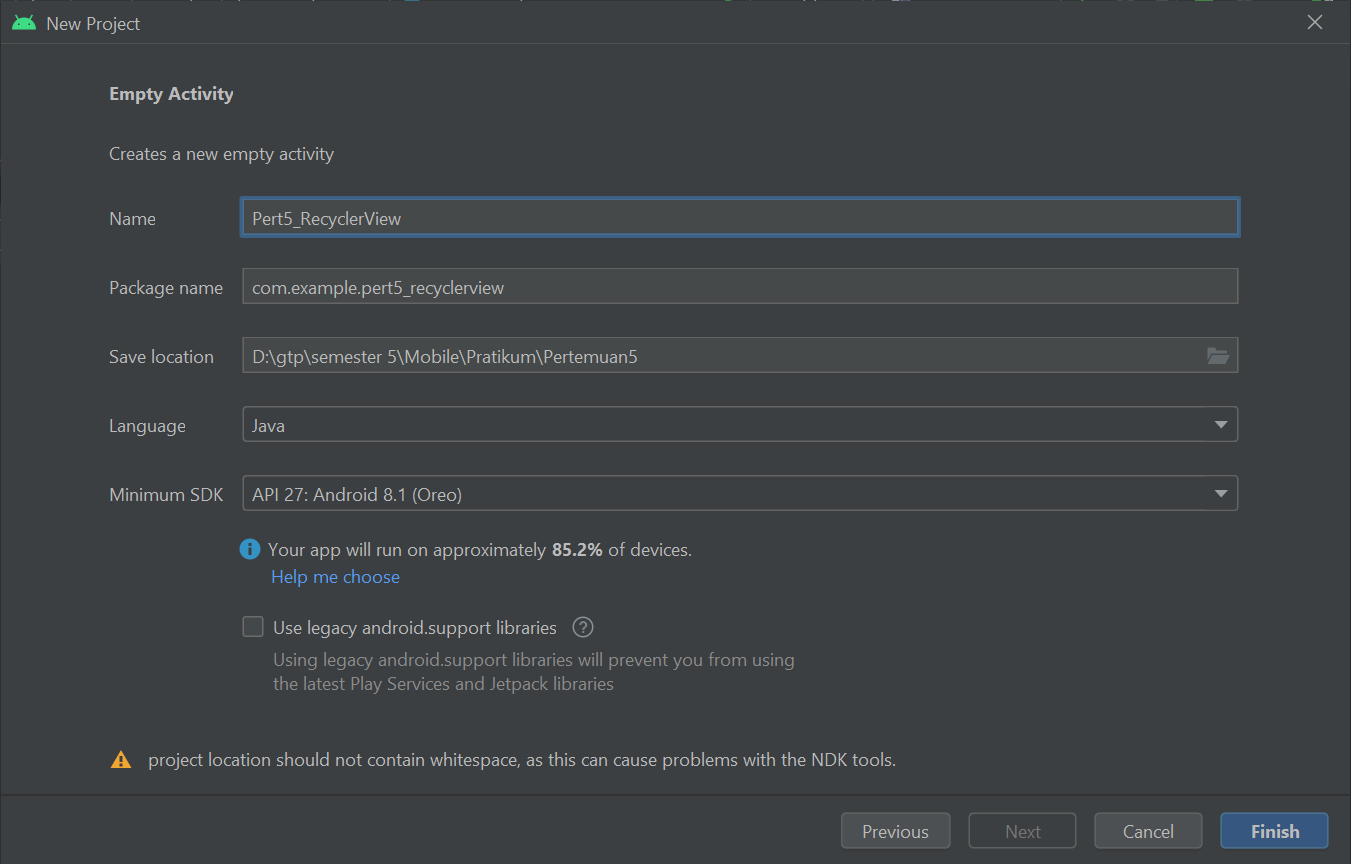 New Project
Empty Activity
Creates a new empty activity
Name
Pert5_RecyclerView
Package name
com.example.pert5_recyclerview
Save location
D:\gtp\semester 5\Mobile\Pratikum\Pertemuan5
Language
Java
Minimum SDK
API 27: Android 8.1 (Oreo)
Your app will run on approximately 85.2% of devices.
Help me choose
Use legacy android.support libraries
Using legacy android.support libraries will prevent you from using
the latest Play Services and Jetpack libraries
project location should not contain whitespace, as this can cause problems with the NDK tools.
Previous
Next
Cancel
Finish